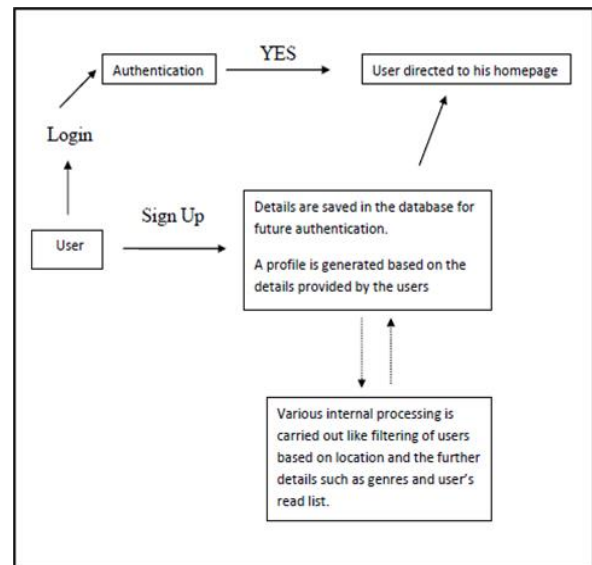 Authentication
YES
User directed to his homepage
Login
Sign Up
User
Details are saved in the database for
future authentication.
A profile is generated based on the
details provided by the users
Various internal processing is
carried out like filtering of users
based on location and the further
details such as genres and user's
read list.